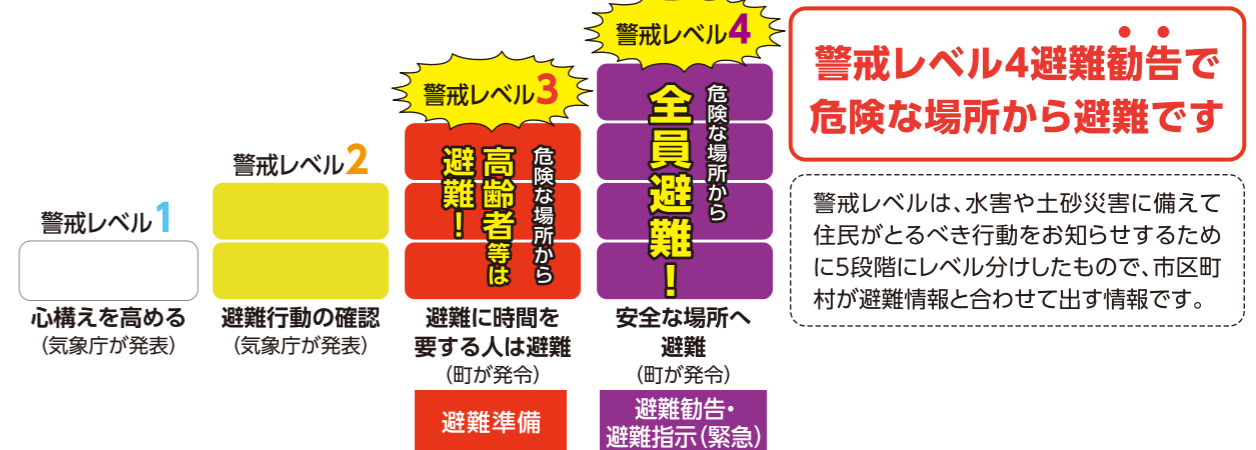 警戒レベル1
心構えを高める
(気象庁が発表)
警戒レベル2
避難行動の確認
(気象庁が発表)
警戒レベル3
危険な場所から
高齢者等は
避難!
避難に時間を
要する人は避難
(町が発令)
避難準備
警戒レベル4
危険な場所から
全員避難!
安全な場所へ
避難
(町が発令)
避難勧告・
避難指示(緊急)
警戒レベル4避難勧告で
危険な場所から避難です
警戒レベルは、水害や土砂災害に備えて
住民がとるべき行動をお知らせするため
に5段階にレベル分けしたもので、市区町
村が避難情報と合わせて出す情報です。